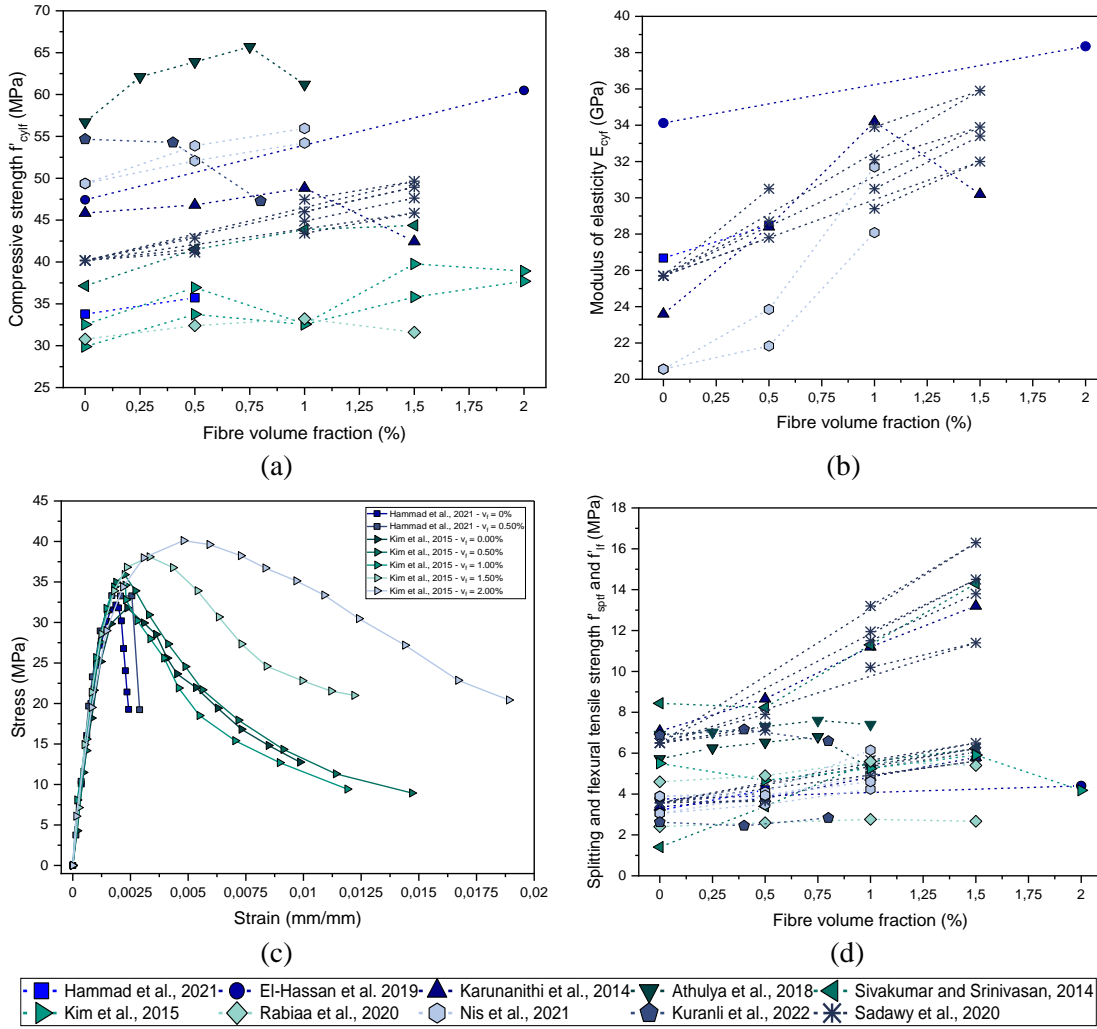 Compressive strength f'cylf (MPa)
70
65
60
55
50
45
40
35
30
25
0 0,25 0,5 0,75 1 1,25 1,5 1,75 2
Fibre volume fraction (%)
(a)
Modulus of elasticity Ecyf (GPa)
40
38
36
34
32
30
28
26
24
22
20
0 0,25 0,5 0,75 1 1,25 1,5 1,75 2
Fibre volume fraction (%)
(b)
Stress (MPa)
45
40
35
30
25
20
15
10
5
0
Hammad et al., 2021 - vf = 0%
Hammad et al., 2021 - vf = 0.50%
Kim et al., 2015 - vf = 0.00%
Kim et al., 2015 - vf = 0.50%
Kim et al., 2015 - vf = 1.00%
Kim et al., 2015 - vf = 1.50%
Kim et al., 2015 - vf = 2.00%
0 0,0025 0,005 0,0075 0,01 0,0125 0,015 0,0175 0,02
Strain (mm/mm)
(c)
Splitting and flexural tensile strength f'sptf and f'lf (MPa)
18
16
14
12
10
8
6
4
2
0
0 0,25 0,5 0,75 1 1,25 1,5 1,75 2
Fibre volume fraction (%)
(d)
Hammad et al., 2021 El-Hassan et al. 2019 Karunanithi et al., 2014 Athulya et al., 2018 Sivakumar and Srinivasan, 2014
Kim et al., 2015 Rabiaa et al., 2020 Nis et al., 2021 Kuranli et al., 2022 Sadawy et al., 2020